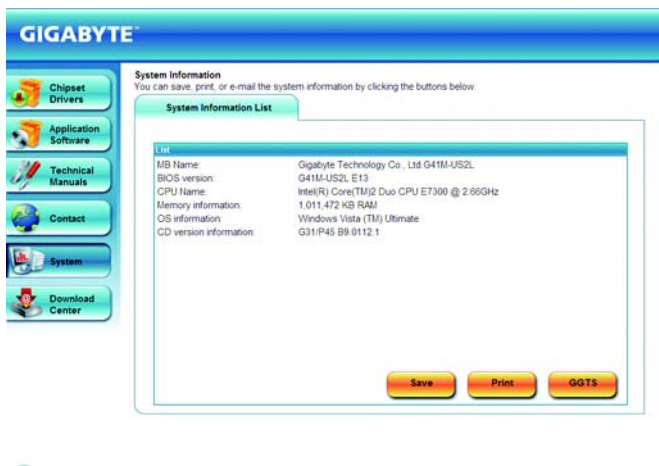 GIGABYTE™
Chipset
Drivers
Application
Software
Technical
Manuals
Contact
System
Download
Center
System Information
You can save, print, or e-mail the system information by clicking the buttons below.
System Information List
List
MB Name: Gigabyte Technology Co., Ltd G41M-US2L
BIOS version: G41M-US2L E13
CPU Name: Intel(R) Core(TM)2 Duo CPU E7300 @ 2.66GHz
Memory information: 1,011,472 KB RAM
OS information: Windows Vista (TM) Ultimate
CD version information: G31/P45 B9.0112.1
Save Print GGTS